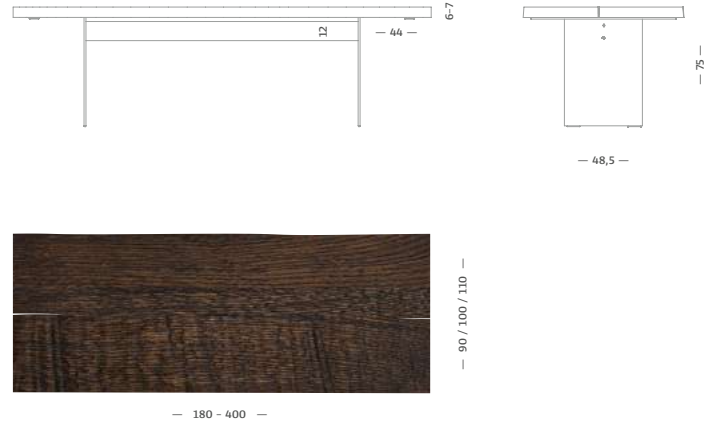 6-7
12
— 44 —
— 75 —
— 48,5 —
— 90 / 100 / 110 —
— 180 - 400 —